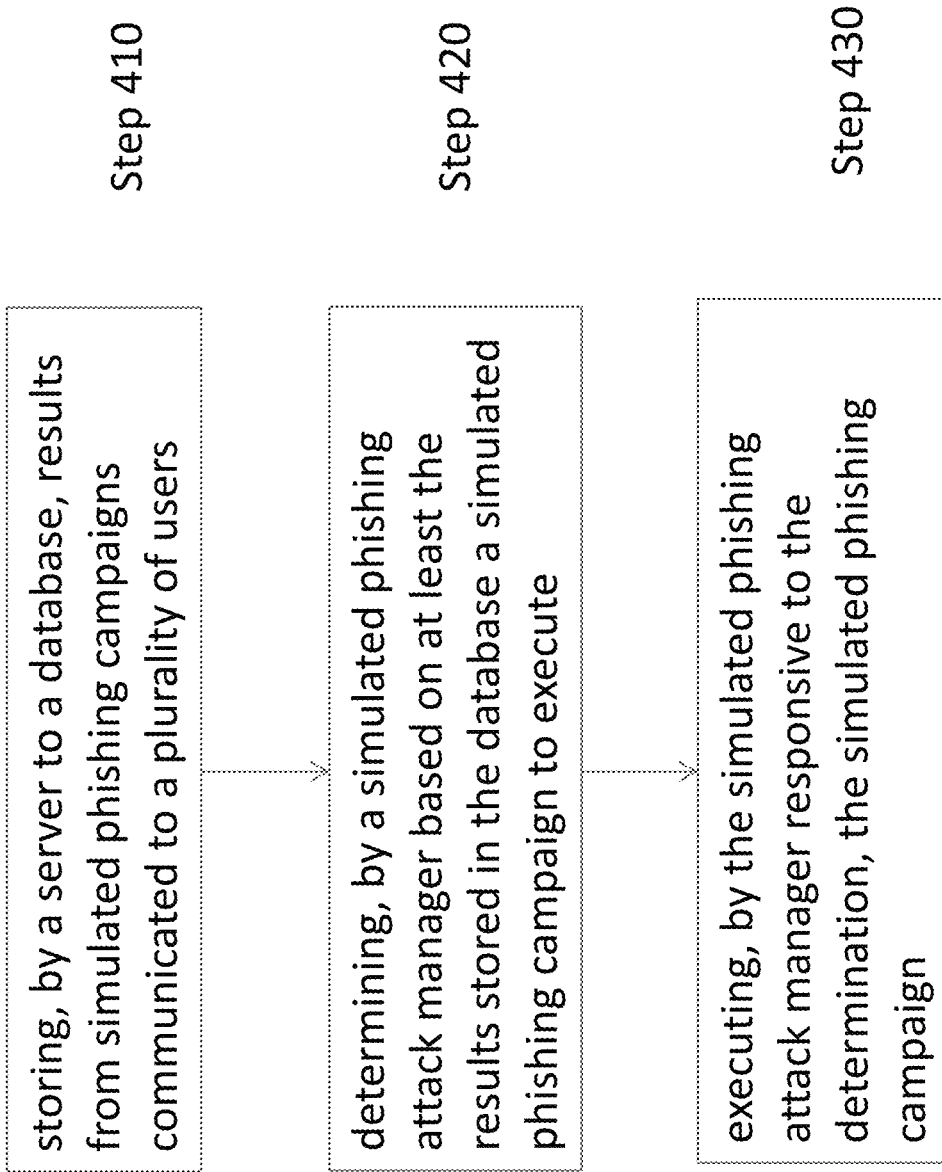 storing, by a server to a database, results
from simulated phishing campaigns
communicated to a plurality of users
Step 410
determining, by a simulated phishing
attack manager based on at least the
results stored in the database a simulated
phishing campaign to execute
Step 420
executing, by the simulated phishing
attack manager responsive to the
determination, the simulated phishing
campaign
Step 430